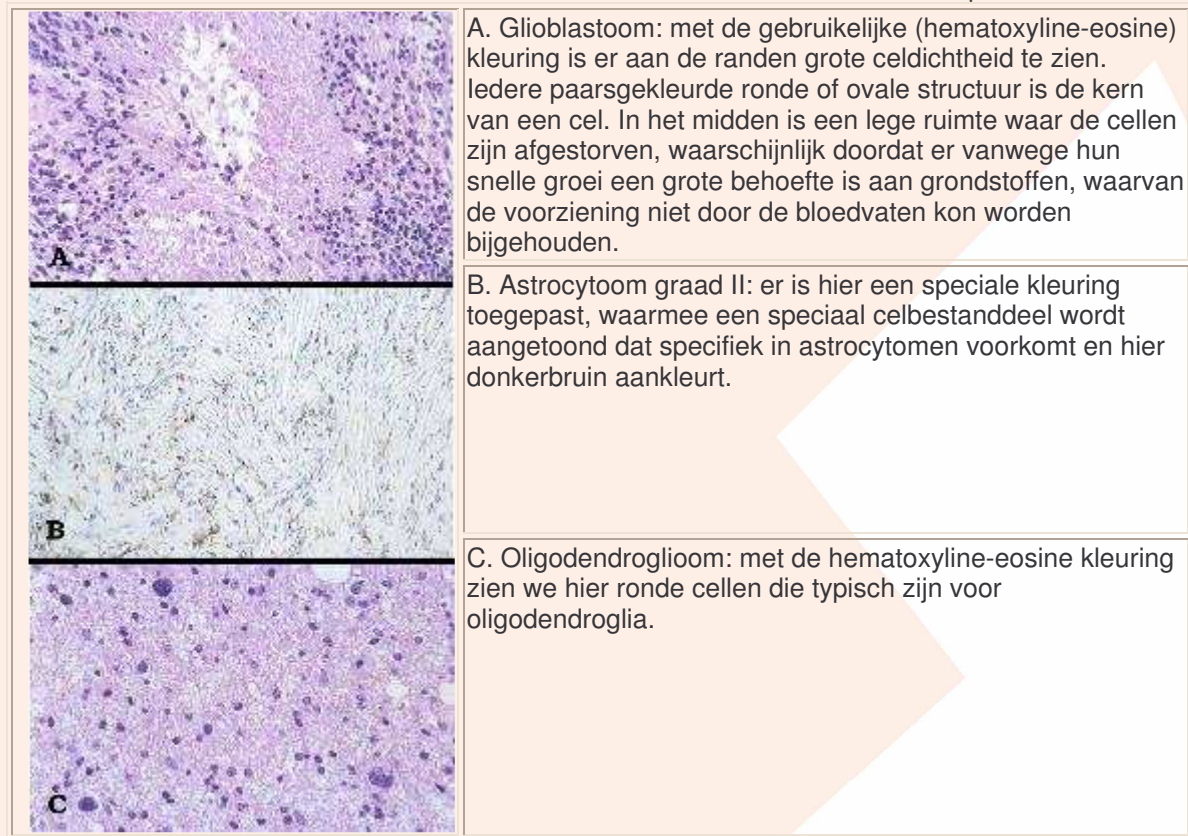 A. Glioblastoom: met de gebruikelijke (hematoxyline-eosine)
kleuring is er aan de randen grote celdichtheid te zien.
Iedere paarsgekleurde ronde of ovale structuur is de kern
van een cel. In het midden is een lege ruimte waar de cellen
zijn afgestorven, waarschijnlijk doordat er vanwege hun
snelle groei een grote behoefte is aan grondstoffen, waarvan
de voorziening niet door de bloedvaten kon worden
bijgehouden.
A
B. Astrocytoom graad II: er is hier een speciale kleuring
toegepast, waarmee een speciaal celbestanddeel wordt
aangetoond dat specifiek in astrocytomen voorkomt en hier
donkerbruin aankleurt.
B
C. Oligodendroglioom: met de hematoxyline-eosine kleuring
zien we hier ronde cellen die typisch zijn voor
oligodendroglia.
C